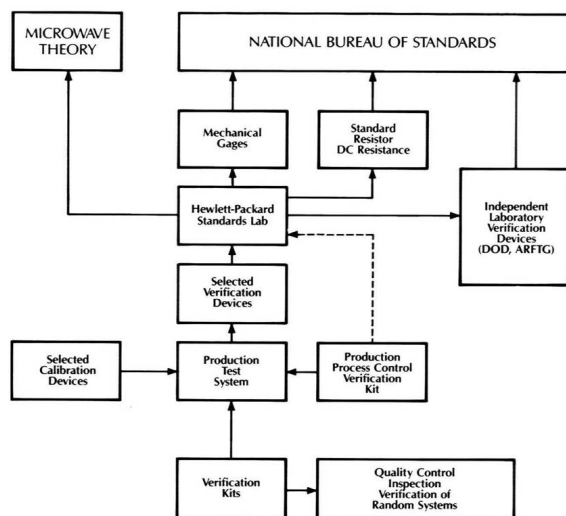 MICROWAVE
THEORY
NATIONAL BUREAU OF STANDARDS
Mechanical
Gages
Standard
Resistor
DC Resistance
Hewlett-Packard
Standards Lab
Independent
Laboratory
Verification
Devices
(DOD, ARFTG)
Selected
Verification
Devices
Selected
Calibration
Devices
Production
Test
System
Production
Process Control
Verification
Kit
Verification
Kits
Quality Control
Inspection
Verification of
Random Systems